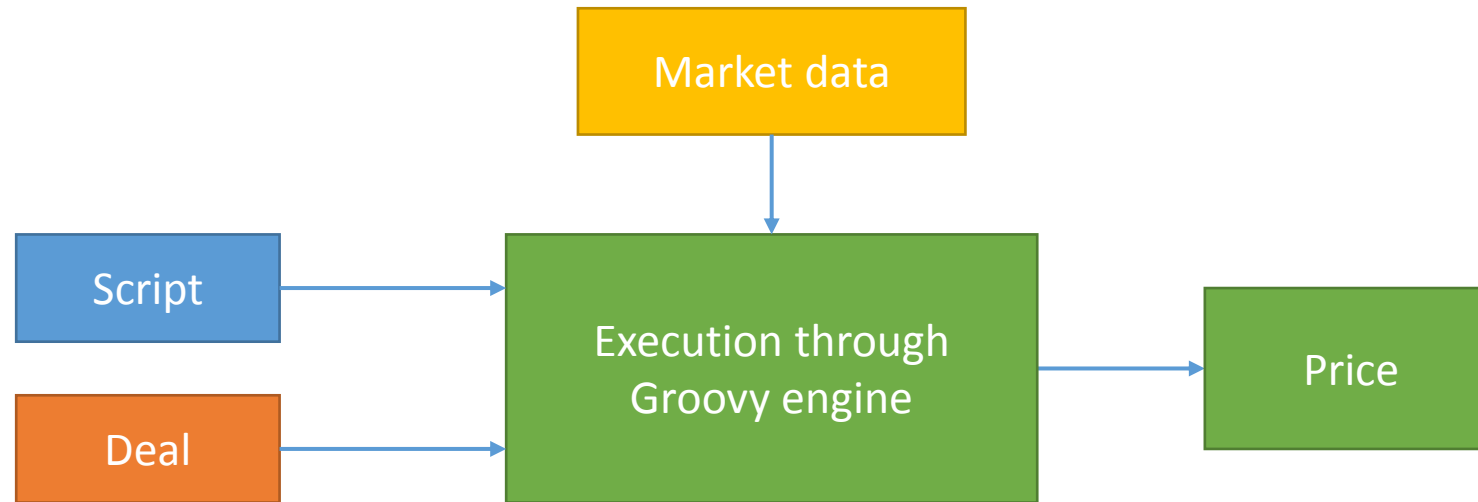 Market data
Script
Execution through
Groovy engine
Price
Deal